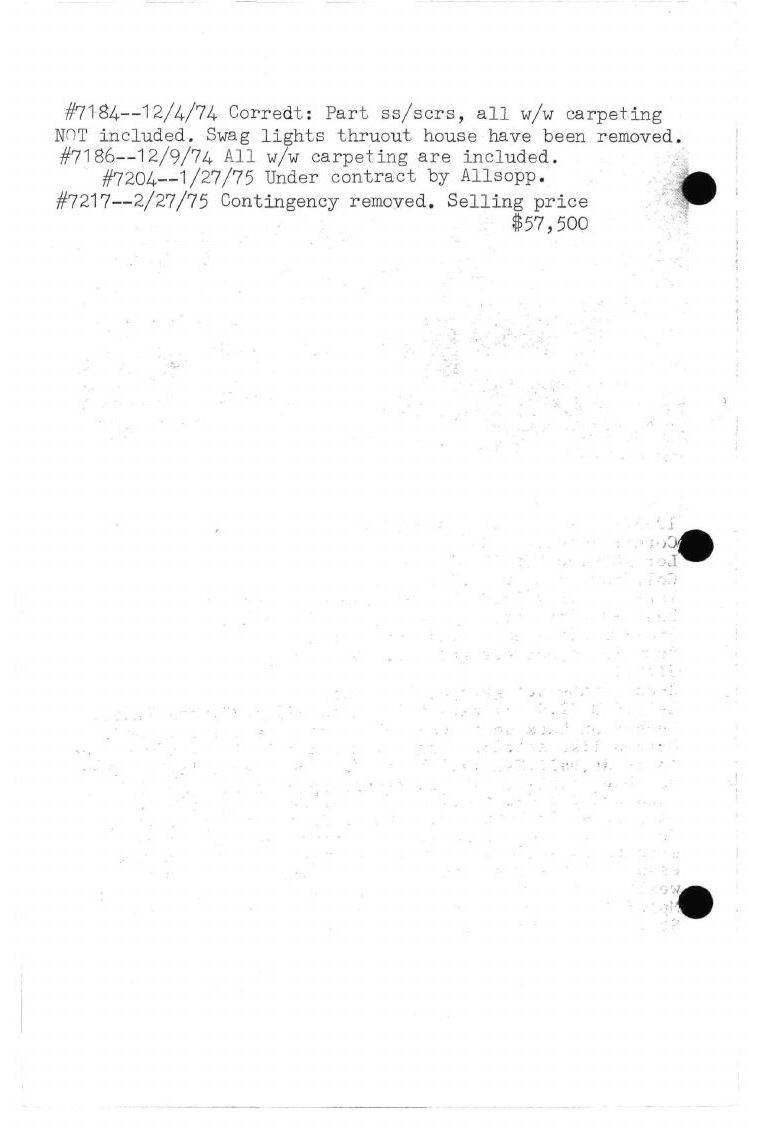 #7184--12/4/74 Corredt: Part ss/scrs, all w/w carpeting
NOT included. Swag lights thruout house have been removed.
#7186--12/9/74 All w/w carpeting are included.
#7204--1/27/75 Under contract by Allsopp.
#7217--2/27/75 Contingency removed. Selling price
$57,500